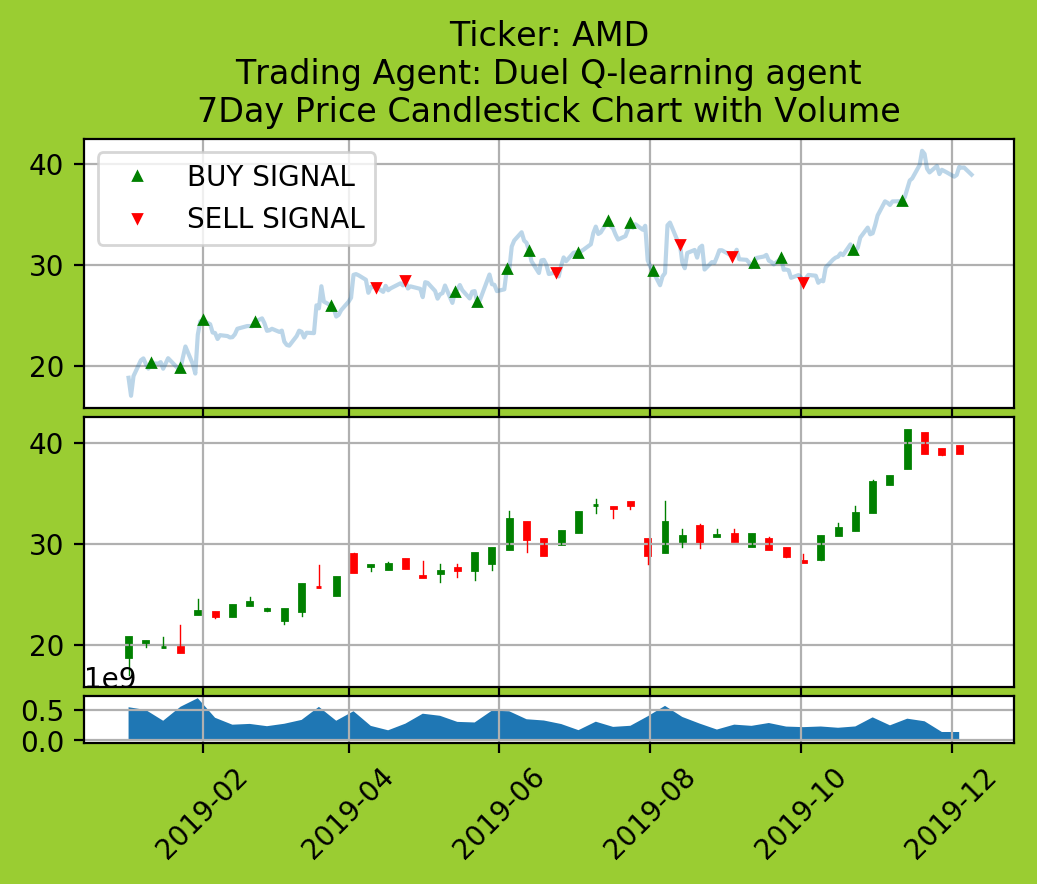 Ticker: AMD
Trading Agent: Duel Q-learning agent
7Day Price Candlestick Chart with Volume
40
30
20
BUY SIGNAL
SELL SIGNAL
40
30
20
1e9
0.5
0.0
2019-02
2019-04
2019-06
2019-08
2019-10
2019-12